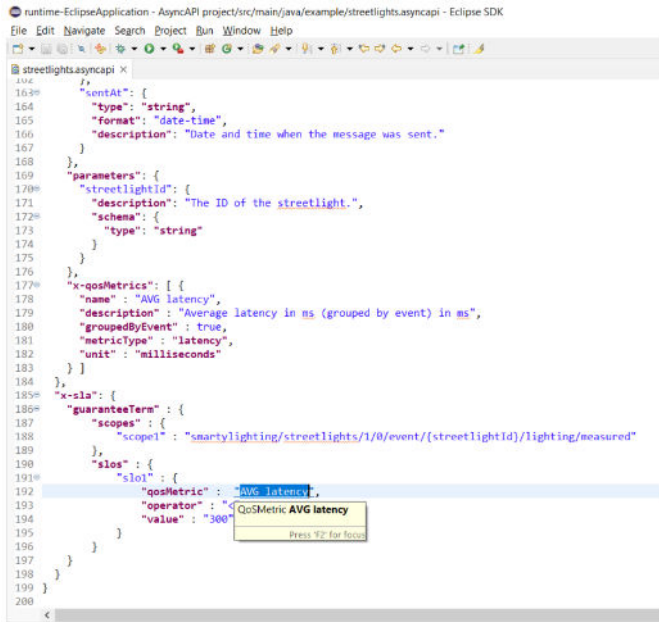 runtime-EclipseApplication - AsyncAPI project/src/main/java/example/streetlights.asyncapi - Eclipse SDK
File Edit Navigate Search Project Run Window Help
streetlights.asyncapi ×
162 },
163 "sentAt": {
164 "type": "string",
165 "format": "date-time",
166 "description": "Date and time when the message was sent."
167 }
168 },
169 "parameters": {
170 "streetlightId": {
171 "description": "The ID of the streetlight.",
172 "schema": {
173 "type": "string"
174 }
175 }
176 },
177 "x-qosMetrics": [ {
178 "name" : "AVG latency",
179 "description" : "Average latency in ms (grouped by event) in ms",
180 "groupedByEvent" : true,
181 "metricType" : "latency",
182 "unit" : "milliseconds"
183 } ]
184 },
185 "x-sla": {
186 "guaranteeTerm" : {
187 "scopes" : {
188 "scope1" : "smartylighting/streetlights/1/0/event/{streetlightId}/lighting/measured"
189 },
190 "slos" : {
191 "slo1" : {
192 "qosMetric" : "AVG latency",
193 "operator" : "<
QoSMetric AVG latency
194 "value" : "300"
Press 'F2' for focus
195 }
196 }
197 }
198 }
199 }
200